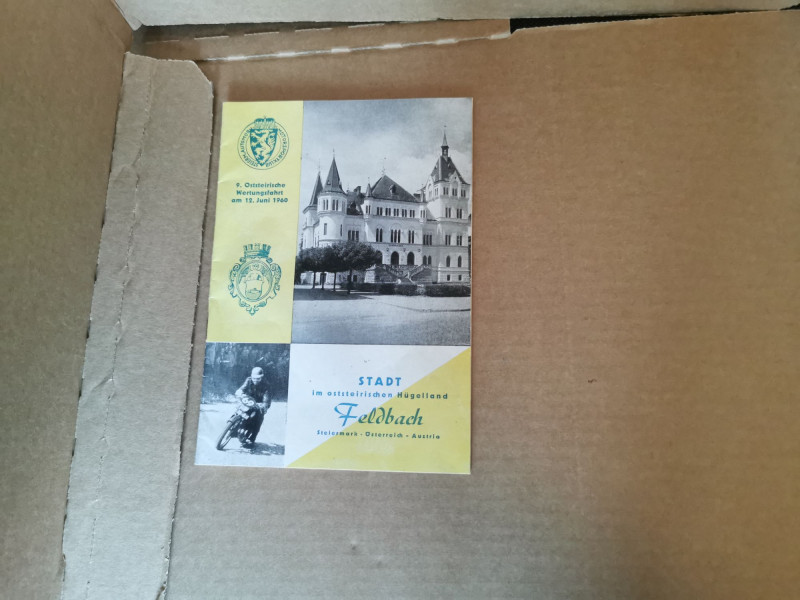 9. Oststeirische
Wertungsfahrt
am 12. Juni 1960
STADT
im oststeirischen Hügelland
Feldbach
Steiermark - Österreich - Austria